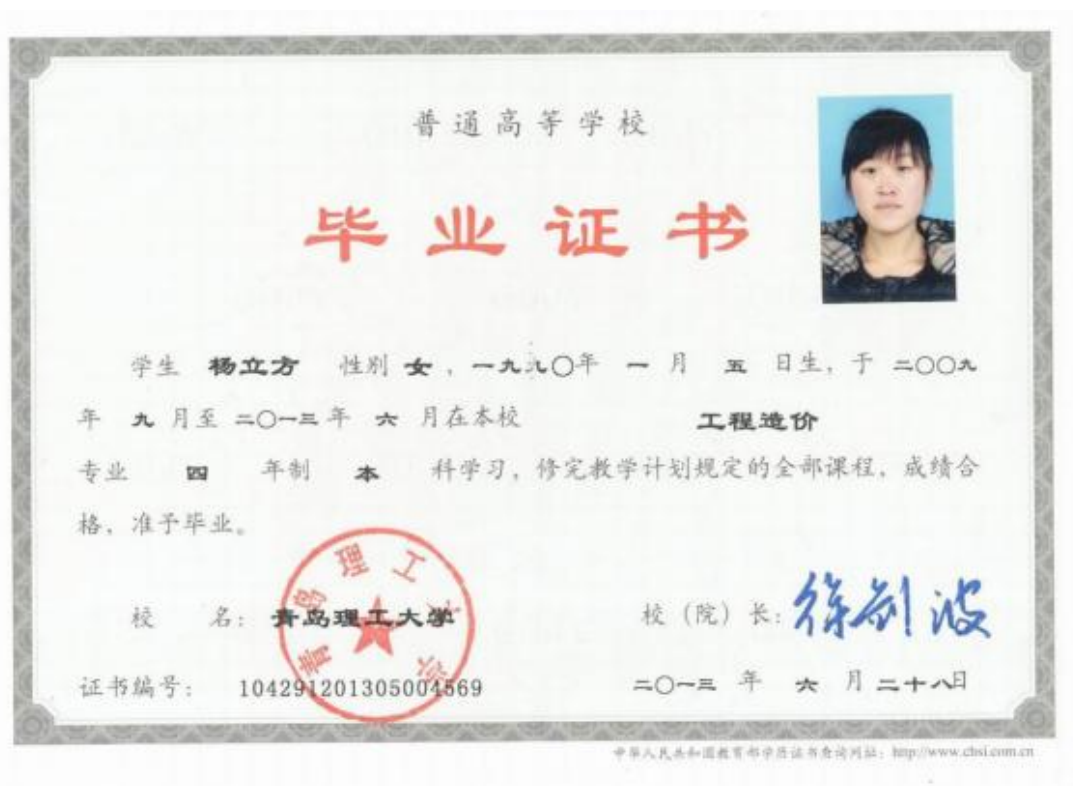 普通高等学校
毕业证书
学生 杨立方 性别 女，一九九〇年 一 月 五 日生，于 二〇〇九
年 九 月至 二〇一三 年 六 月在本校 工程造价
专业 四 年制 本 科学习，修完教学计划规定的全部课程，成绩合
格，准予毕业。
青岛理工大学
校 名：青岛理工大学
校（院）长：徐剑波
证书编号：104291201305004569
二〇一三 年 六 月 二十八日
中华人民共和国教育部学历证书查询网址：http://www.chsi.com.cn